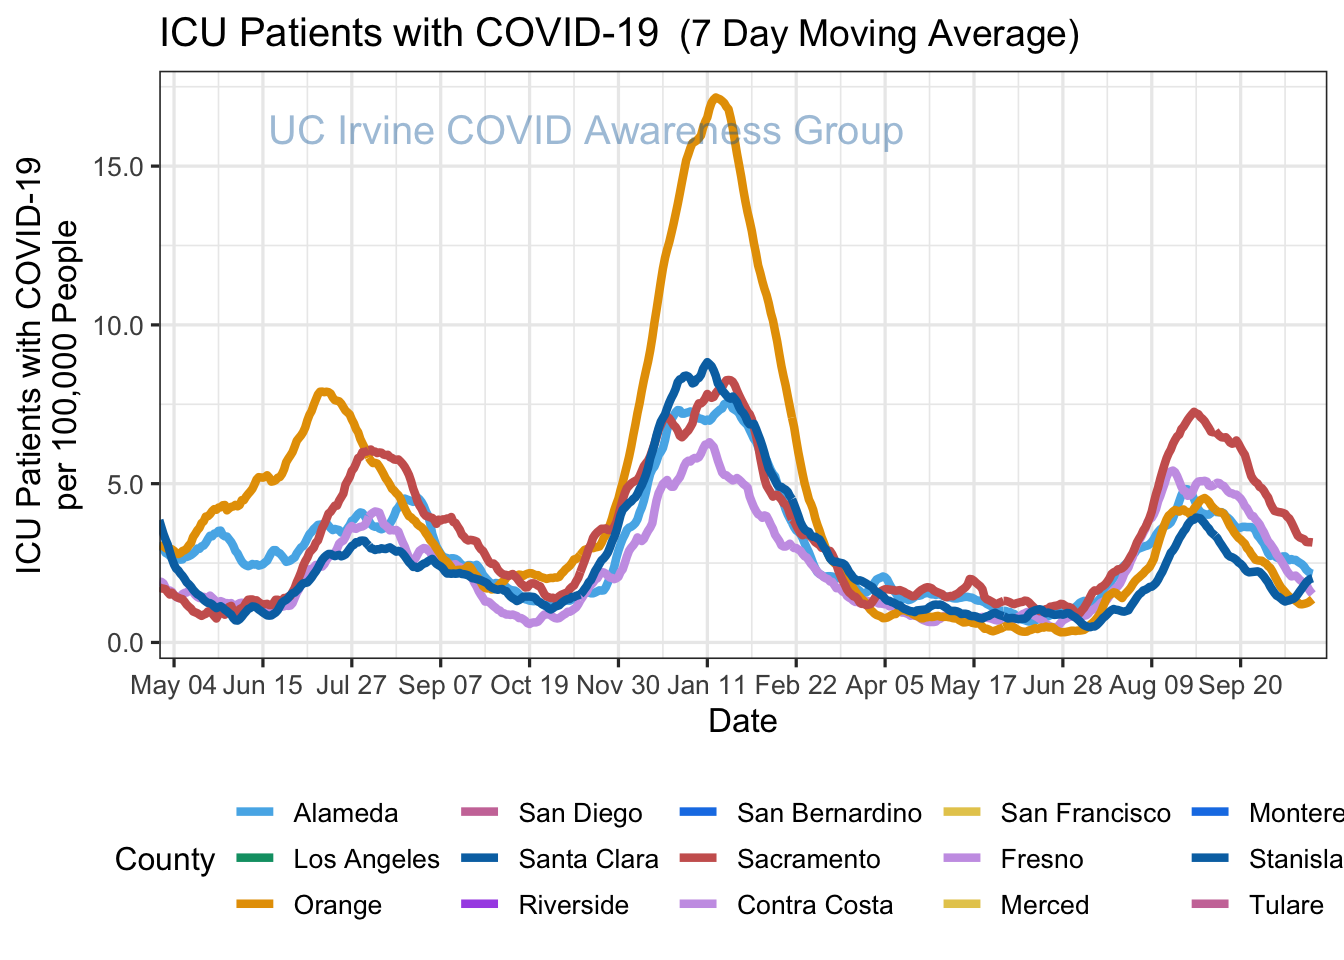 ICU Patients with COVID-19 (7 Day Moving Average)
UC Irvine COVID Awareness Group
ICU Patients with COVID-19
per 100,000 People
15.0
10.0
5.0
0.0
May 04 Jun 15 Jul 27 Sep 07 Oct 19 Nov 30 Jan 11 Feb 22 Apr 05 May 17 Jun 28 Aug 09 Sep 20
Date
County
Alameda San Diego San Bernardino San Francisco Montere
Los Angeles Santa Clara Sacramento Fresno Stanisla
Orange Riverside Contra Costa Merced Tulare